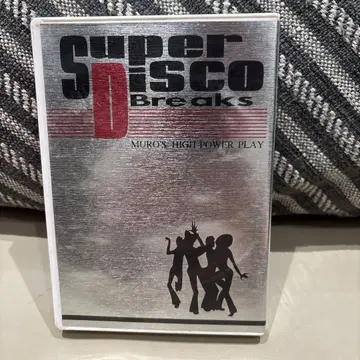 Super
Disco
Breaks
MURO'S HIGH POWER PLAY